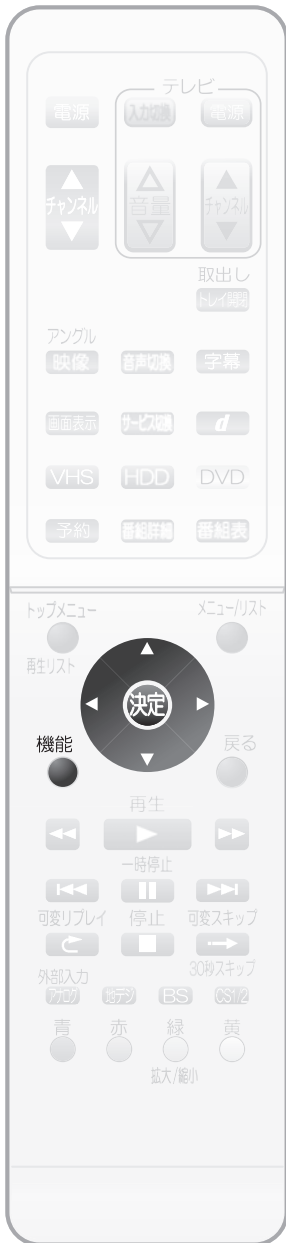 テレビ
電源 入力切換 電源
チャンネル 音量 チャンネル
取出し
トレイ開閉
アングル
映像 音声切換 字幕
画面表示 サービス切換 d
VHS HDD DVD
予約 番組詳細 番組表
トップメニュー メニュー/リスト
再生リスト
決定
機能 戻る
再生
一時停止
可変リプレイ 停止 可変スキップ
30秒スキップ
外部入力
アナログ 地デジ BS CS1/2
青 赤 緑 黄
拡大/縮小